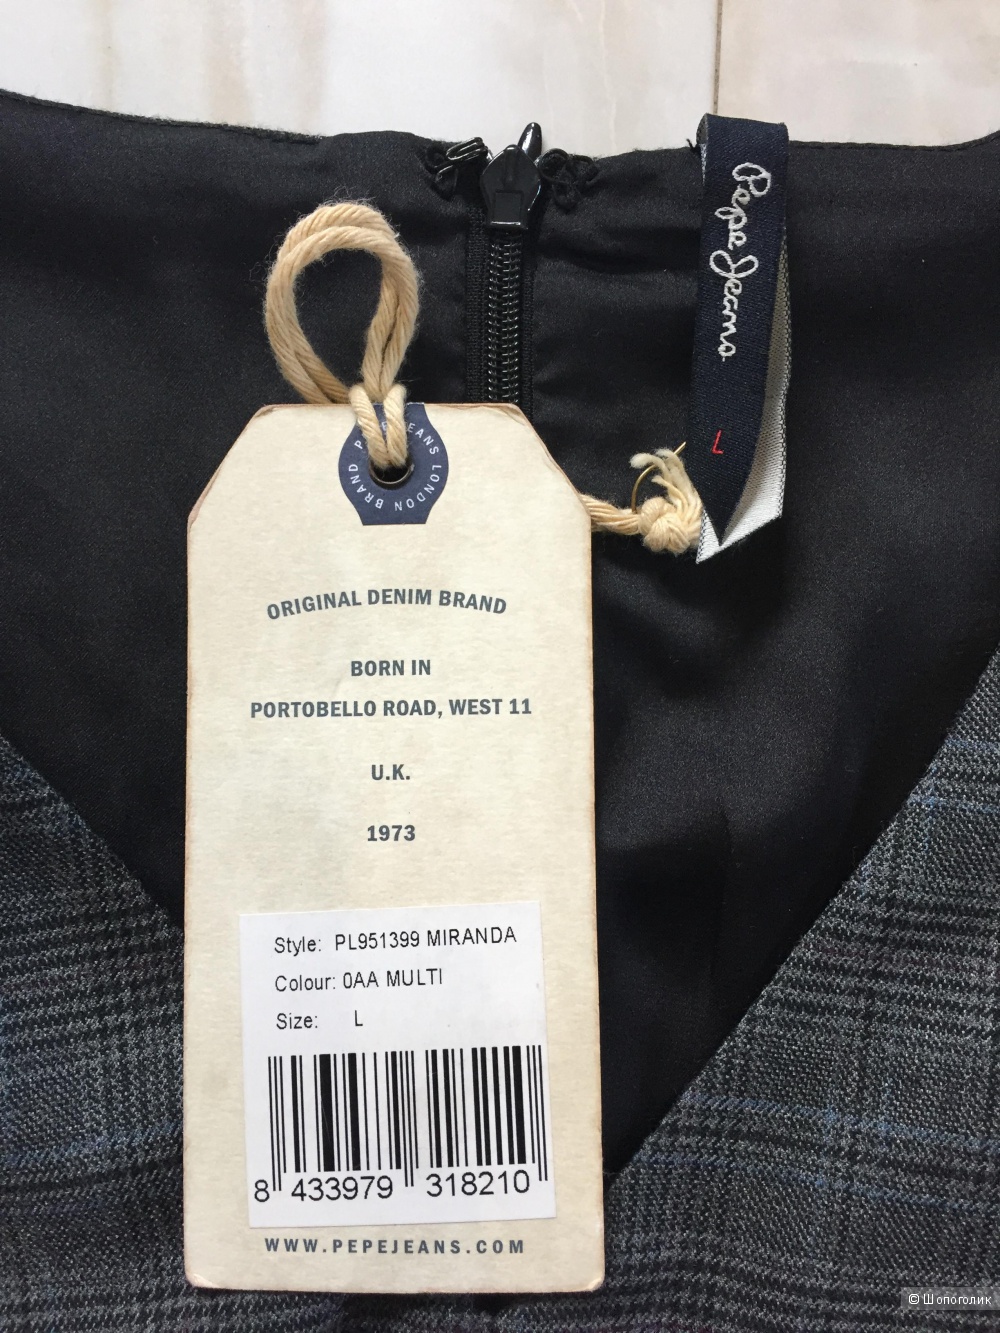 Pepe Jeans
L
PEPE JEANS LONDON BRAND
ORIGINAL DENIM BRAND
BORN IN
PORTOBELLO ROAD, WEST 11
U.K.
1973
Style: PL951399 MIRANDA
Colour: 0AA MULTI
Size: L
8 433979 318210
WWW.PEPEJEANS.COM
© Шопоголик